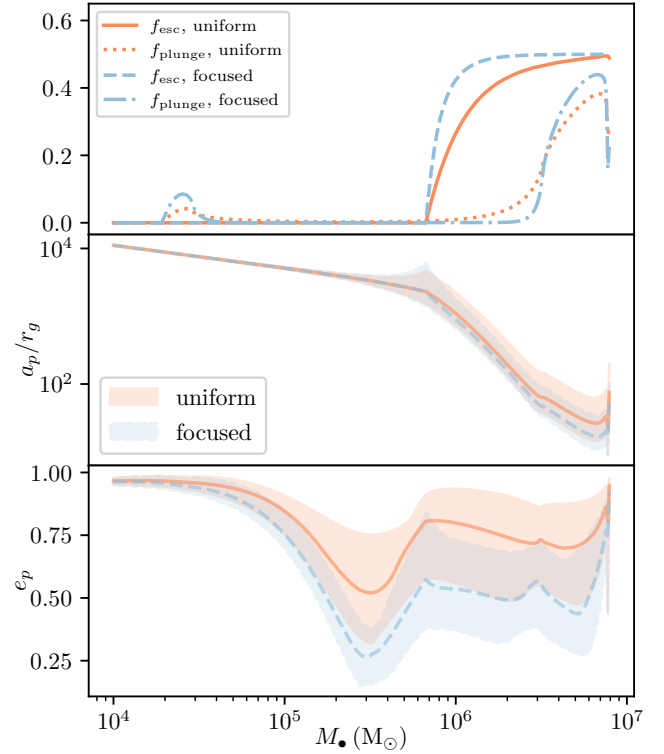 0.6
0.4
0.2
0.0
f_esc, uniform
f_plunge, uniform
f_esc, focused
f_plunge, focused
10^4
10^2
a_p/r_g
uniform
focused
1.00
0.75
0.50
0.25
e_p
10^4 10^5 10^6 10^7
M_• (M_⊙)